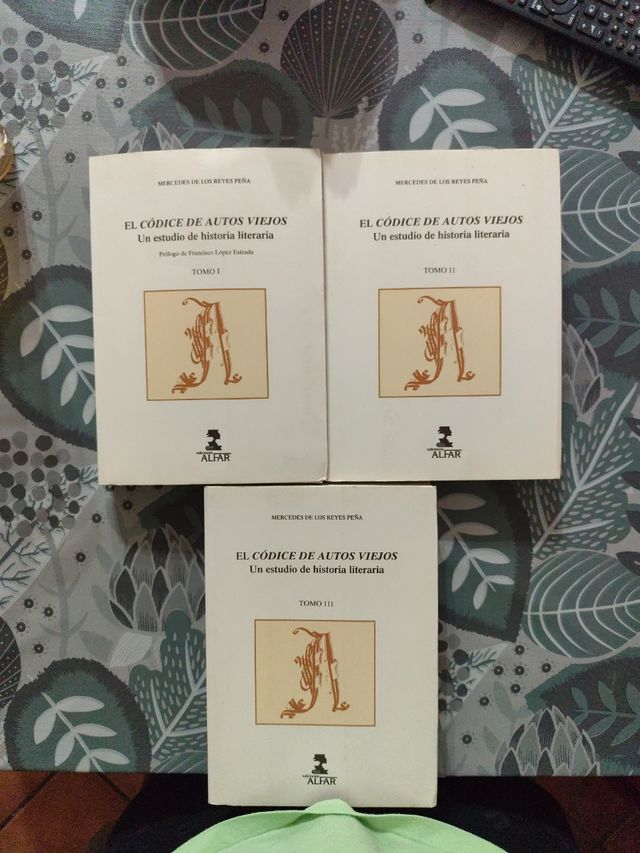 MERCEDES DE LOS REYES PEÑA
EL CÓDICE DE AUTOS VIEJOS
Un estudio de historia literaria
Prólogo de Francisco López Estrada
TOMO I
A
ediciones
ALFAR
MERCEDES DE LOS REYES PEÑA
EL CÓDICE DE AUTOS VIEJOS
Un estudio de historia literaria
TOMO II
A
ediciones
ALFAR
MERCEDES DE LOS REYES PEÑA
EL CÓDICE DE AUTOS VIEJOS
Un estudio de historia literaria
TOMO III
A
ediciones
ALFAR